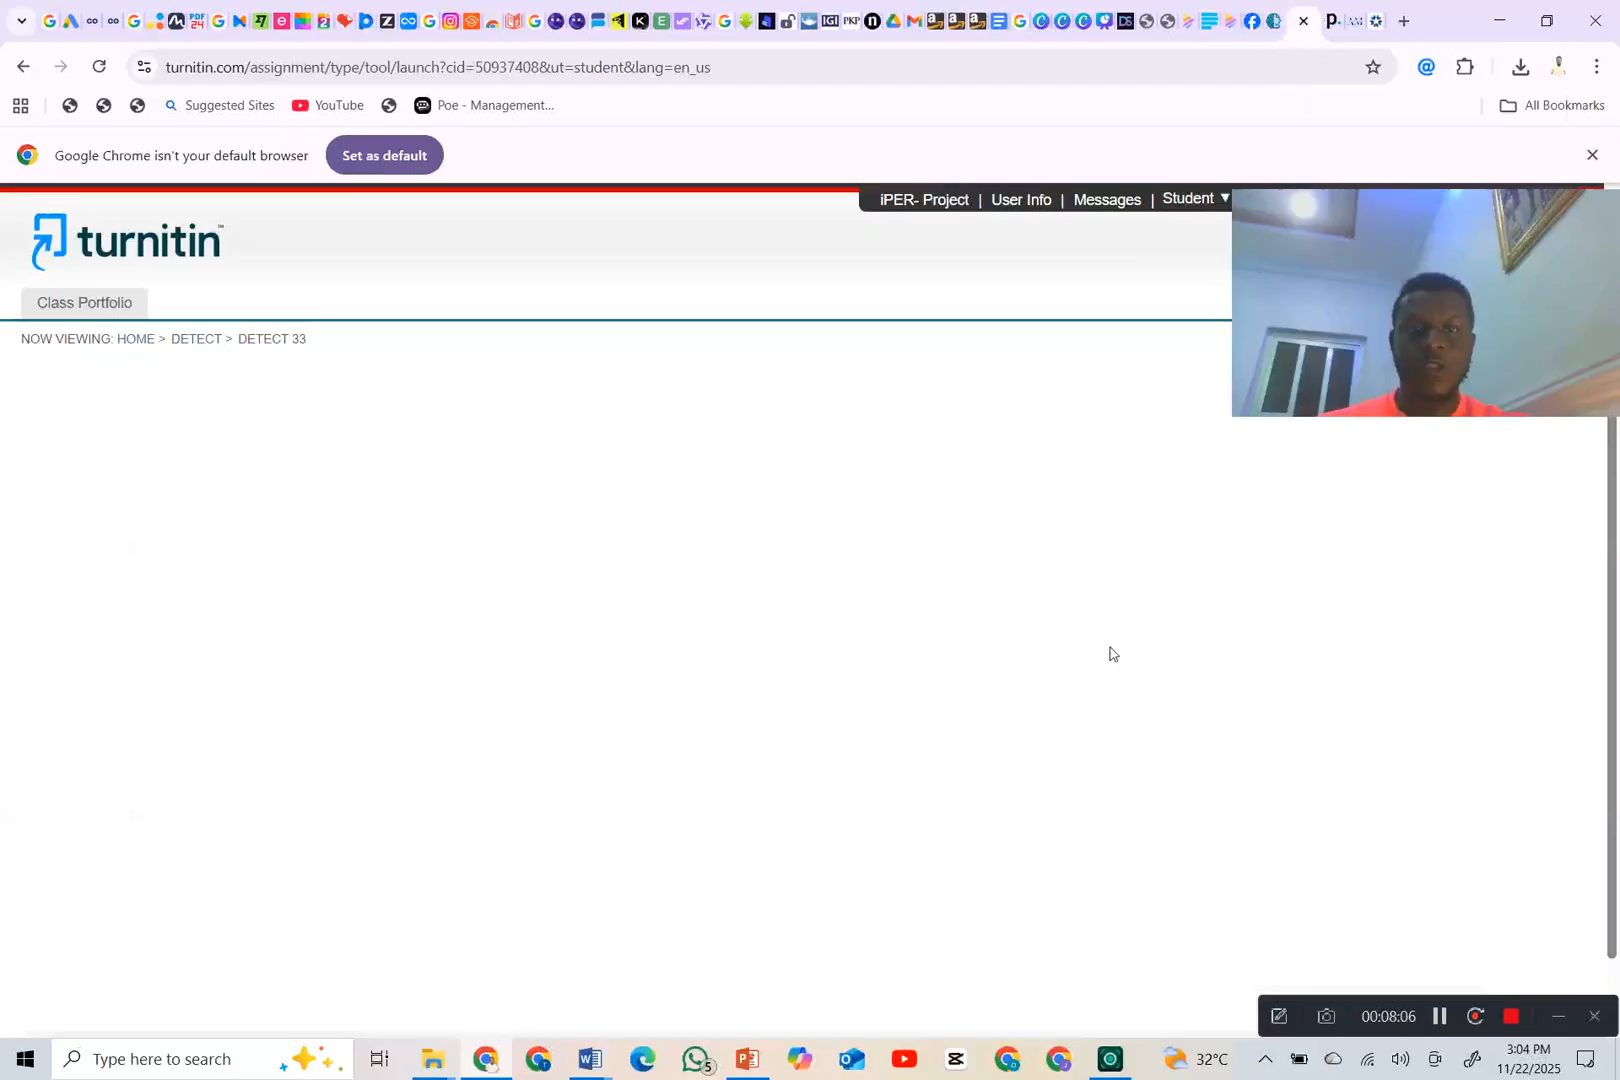 turnitin.com/assignment/type/tool/launch?cid=50937408&ut=student&lang=en_us
Suggested Sites YouTube Poe - Management... All Bookmarks
Google Chrome isn't your default browser Set as default
iPER- Project | User Info | Messages | Student ▼
turnitin
Class Portfolio
NOW VIEWING: HOME > DETECT > DETECT 33
00:08:06
Type here to search
5
32°C
3:04 PM
11/22/2025